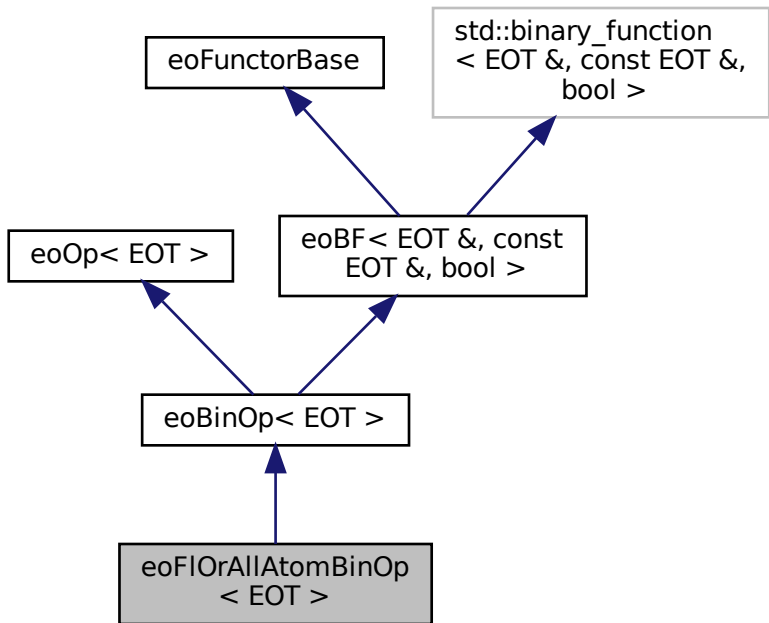 std::binary_function
< EOT &, const EOT &,
bool >
eoFunctorBase
eoOp< EOT >
eoBF< EOT &, const
EOT &, bool >
eoBinOp< EOT >
eoFlOrAllAtomBinOp
< EOT >